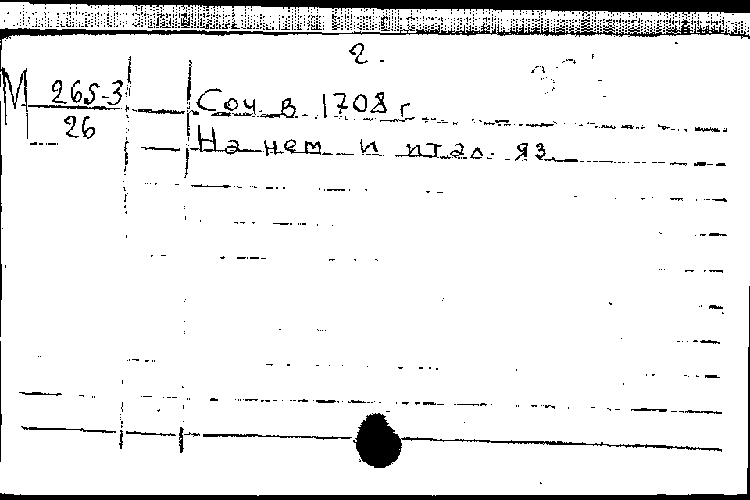 2.
М 265-3
26
Соч в 1708 г.
На нем и итал. яз.